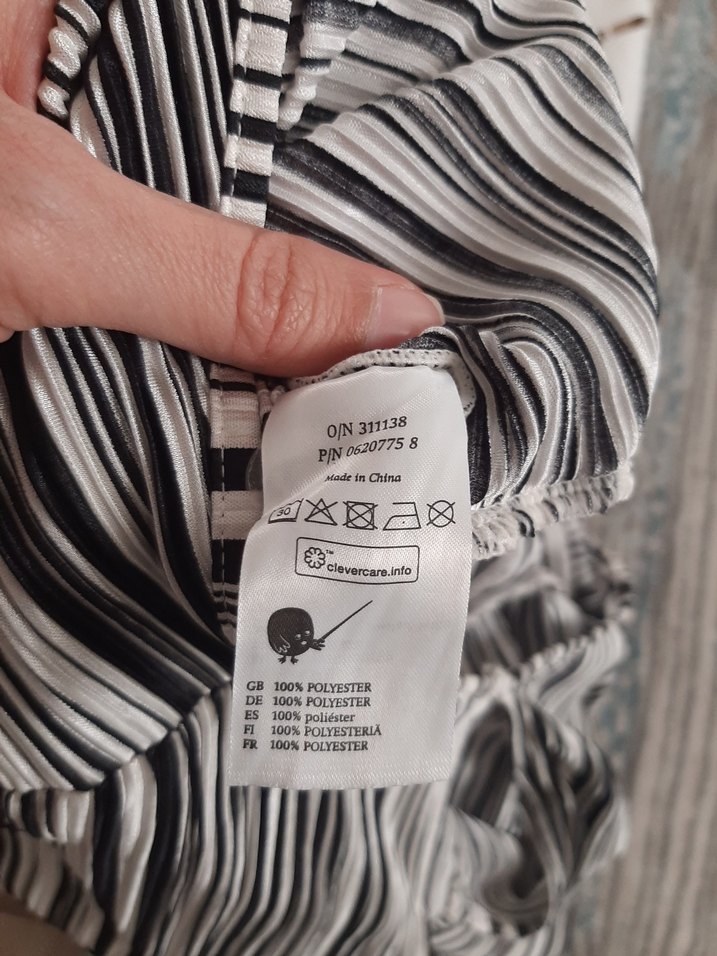 O/N 311138
P/N 0620775 8
Made in China
30
clevercare.info™
GB 100% POLYESTER
DE 100% POLYESTER
ES 100% poliéster
FI 100% POLYESTERIÄ
FR 100% POLYESTER